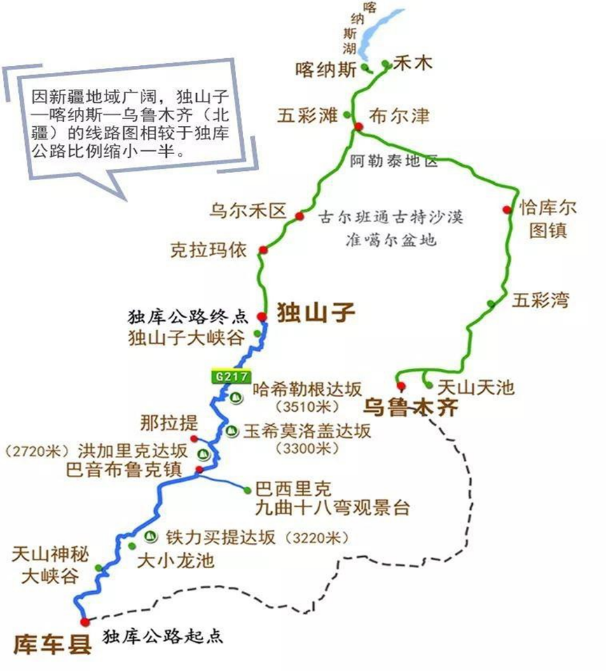 喀
纳
斯
湖
喀纳斯
禾木
五彩滩
布尔津
因新疆地域广阔，独山子
—喀纳斯—乌鲁木齐（北
疆）的线路图相较于独库
公路比例缩小一半。
阿勒泰地区
乌尔禾区
古尔班通古特沙漠
准噶尔盆地
恰库尔
图镇
克拉玛依
五彩湾
独库公路终点
独山子
独山子大峡谷
G217
哈希勒根达坂
（3510米）
乌鲁木齐
天山天池
那拉提
玉希莫洛盖达坂
（3300米）
（2720米）洪加里克达坂
巴音布鲁克镇
巴西里克
九曲十八弯观景台
铁力买提达坂（3220米）
大小龙池
天山神秘
大峡谷
库车县
独库公路起点